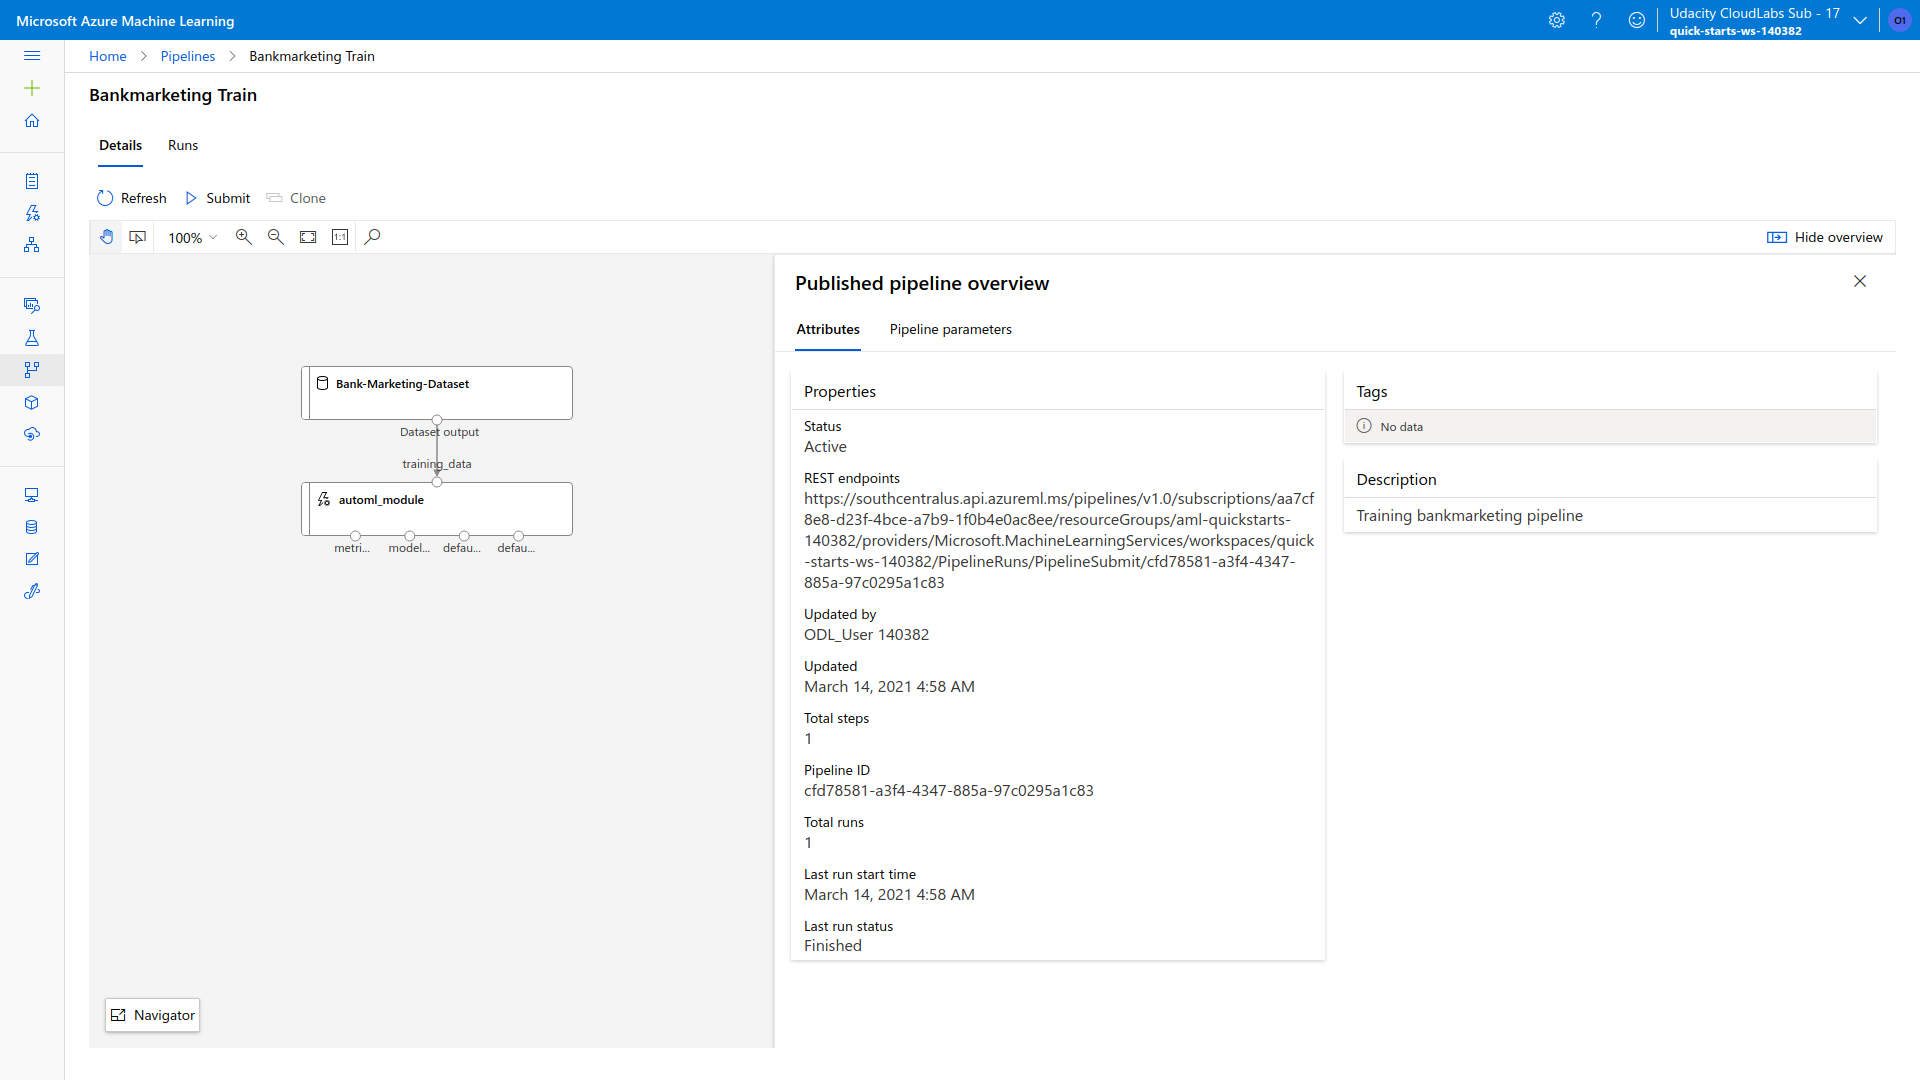 Microsoft Azure Machine Learning
Udacity CloudLabs Sub - 17
quick-starts-ws-140382
O1
Home > Pipelines > Bankmarketing Train
Bankmarketing Train
Details
Runs
Refresh
Submit
Clone
100%
1:1
Hide overview
Bank-Marketing-Dataset
Dataset output
training_data
automl_module
metri...
model...
defau...
defau...
Navigator
Published pipeline overview
Attributes
Pipeline parameters
Properties
Status
Active
REST endpoints
https://southcentralus.api.azureml.ms/pipelines/v1.0/subscriptions/aa7cf
8e8-d23f-4bce-a7b9-1f0b4e0ac8ee/resourceGroups/aml-quickstarts-
140382/providers/Microsoft.MachineLearningServices/workspaces/quick
-starts-ws-140382/PipelineRuns/PipelineSubmit/cfd78581-a3f4-4347-
885a-97c0295a1c83
Updated by
ODL_User 140382
Updated
March 14, 2021 4:58 AM
Total steps
1
Pipeline ID
cfd78581-a3f4-4347-885a-97c0295a1c83
Total runs
1
Last run start time
March 14, 2021 4:58 AM
Last run status
Finished
Tags
No data
Description
Training bankmarketing pipeline